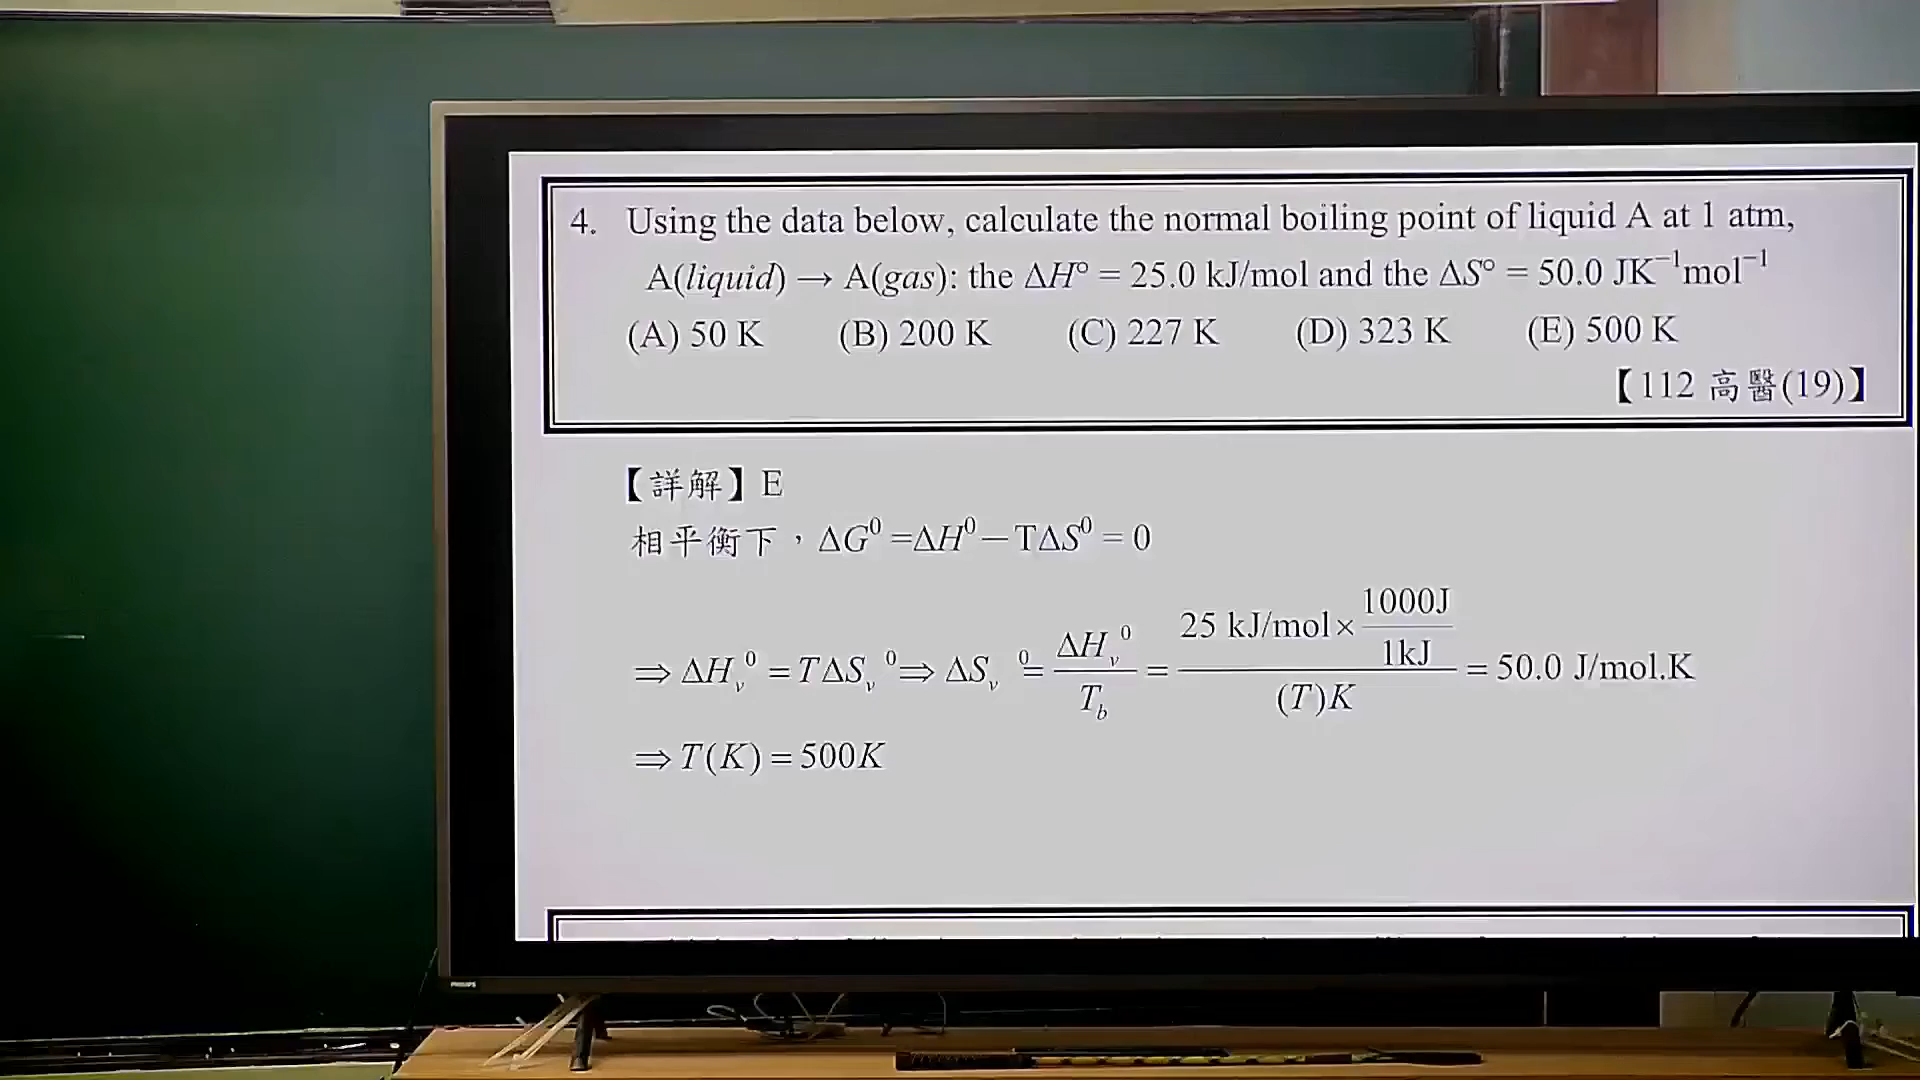 4. Using the data below, calculate the normal boiling point of liquid A at 1 atm,
A(liquid) → A(gas): the ΔH° = 25.0 kJ/mol and the ΔS° = 50.0 JK⁻¹mol⁻¹
(A) 50 K (B) 200 K (C) 227 K (D) 323 K (E) 500 K
【112 高醫(19)】
【詳解】E
相平衡下，ΔG⁰ =ΔH⁰－TΔS⁰ = 0
⇒ ΔHᵥ⁰ = TΔSᵥ⁰ ⇒ ΔSᵥ⁰ = ΔHᵥ⁰ / T_b = (25 kJ/mol × 1000J / 1kJ) / (T)K = 50.0 J/mol.K
⇒ T(K) = 500K
PHILIPS